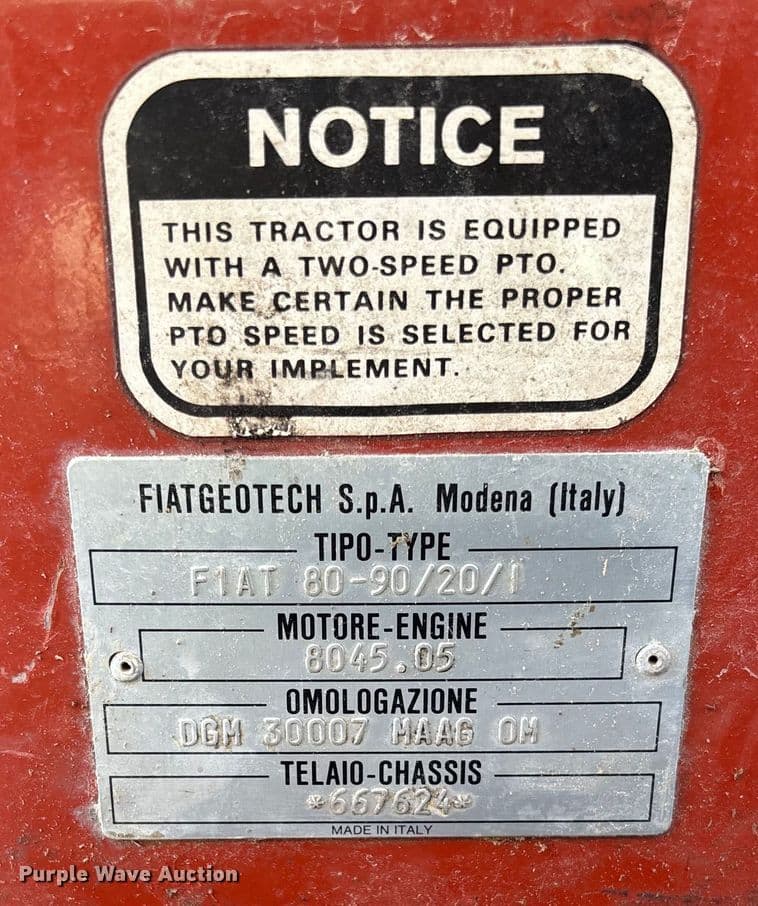 NOTICE
THIS TRACTOR IS EQUIPPED
WITH A TWO-SPEED PTO.
MAKE CERTAIN THE PROPER
PTO SPEED IS SELECTED FOR
YOUR IMPLEMENT.
FIATGEOTECH S.p.A. Modena (Italy)
TIPO-TYPE
F1AT 80-90/20/1
MOTORE-ENGINE
8045.05
OMOLOGAZIONE
DGM 30007 MAAG OM
TELAIO-CHASSIS
*667624*
MADE IN ITALY
Purple Wave Auction